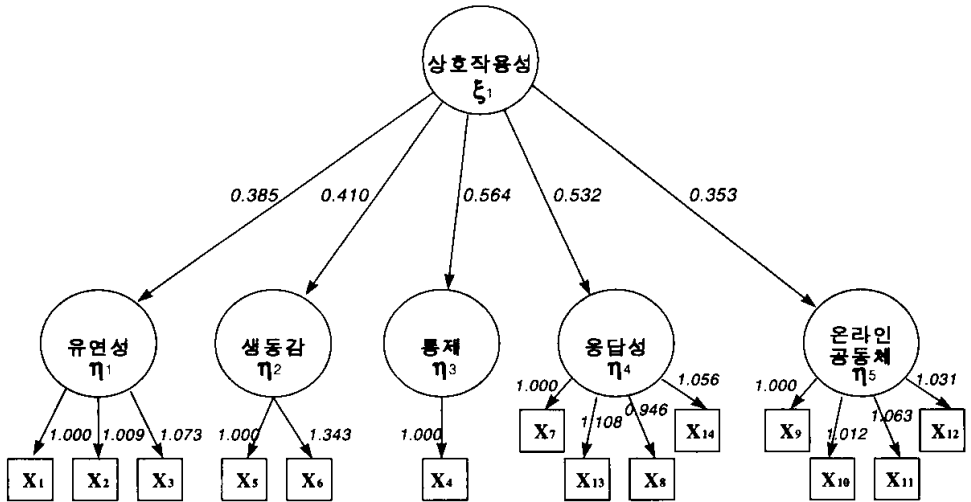 상호작용성
ξ1
0.385
0.410
0.564
0.532
0.353
유연성
η1
생동감
η2
통제
η3
응답성
η4
온라인
공동체
η5
1.000
1.009
1.073
1.000
1.343
1.000
1.000
1.108
0.946
1.056
1.000
1.012
1.063
1.031
X1
X2
X3
X5
X6
X4
X7
X13
X8
X14
X9
X10
X11
X12